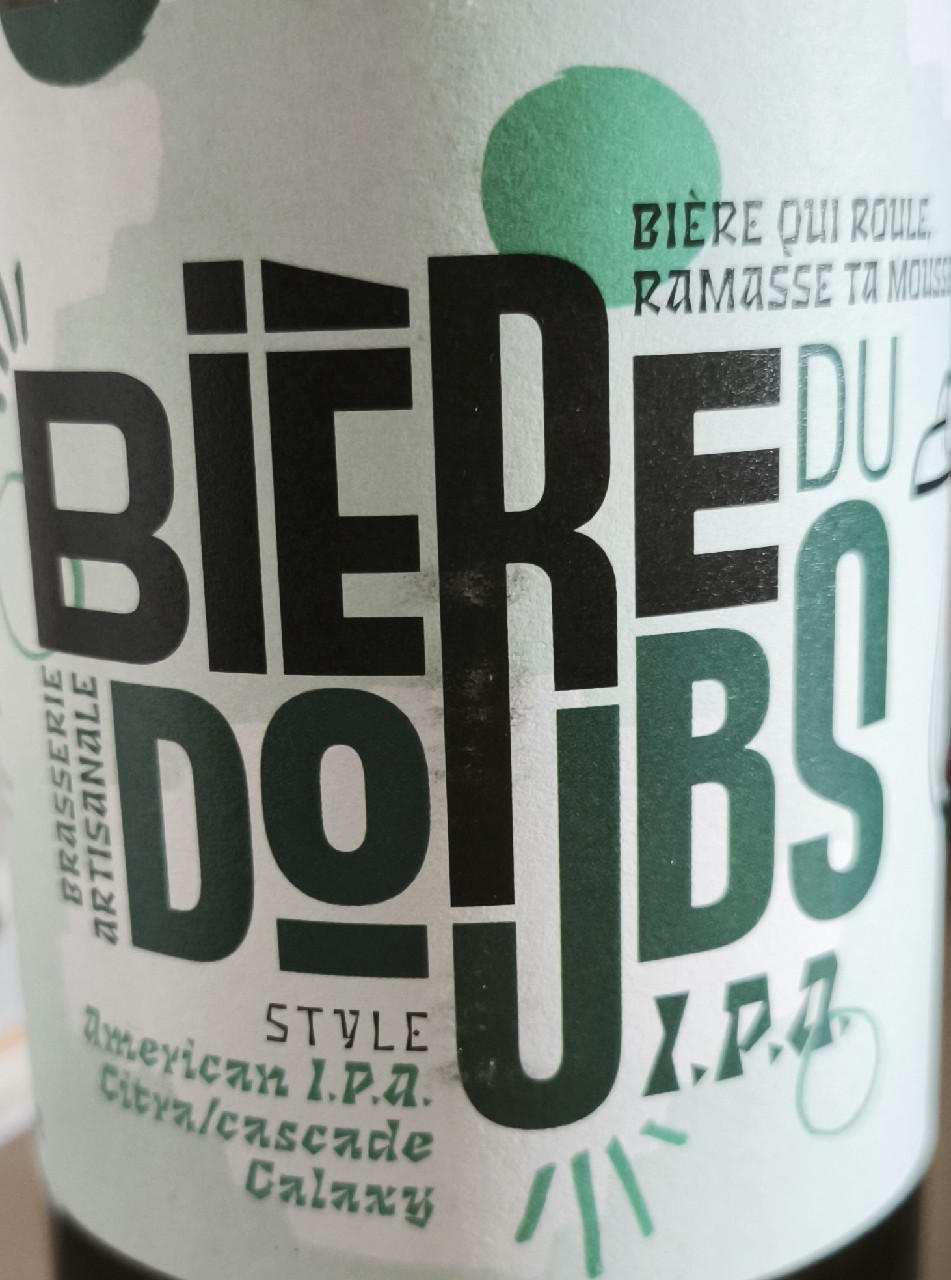 BIÈRE QUI ROULE,
RAMASSE TA MOUSSE
BIÈRE DU
DOUBS
BRASSERIE
ARTISANALE
I.P.A.
STYLE
American I.P.A.
Citra/cascade
Galaxy